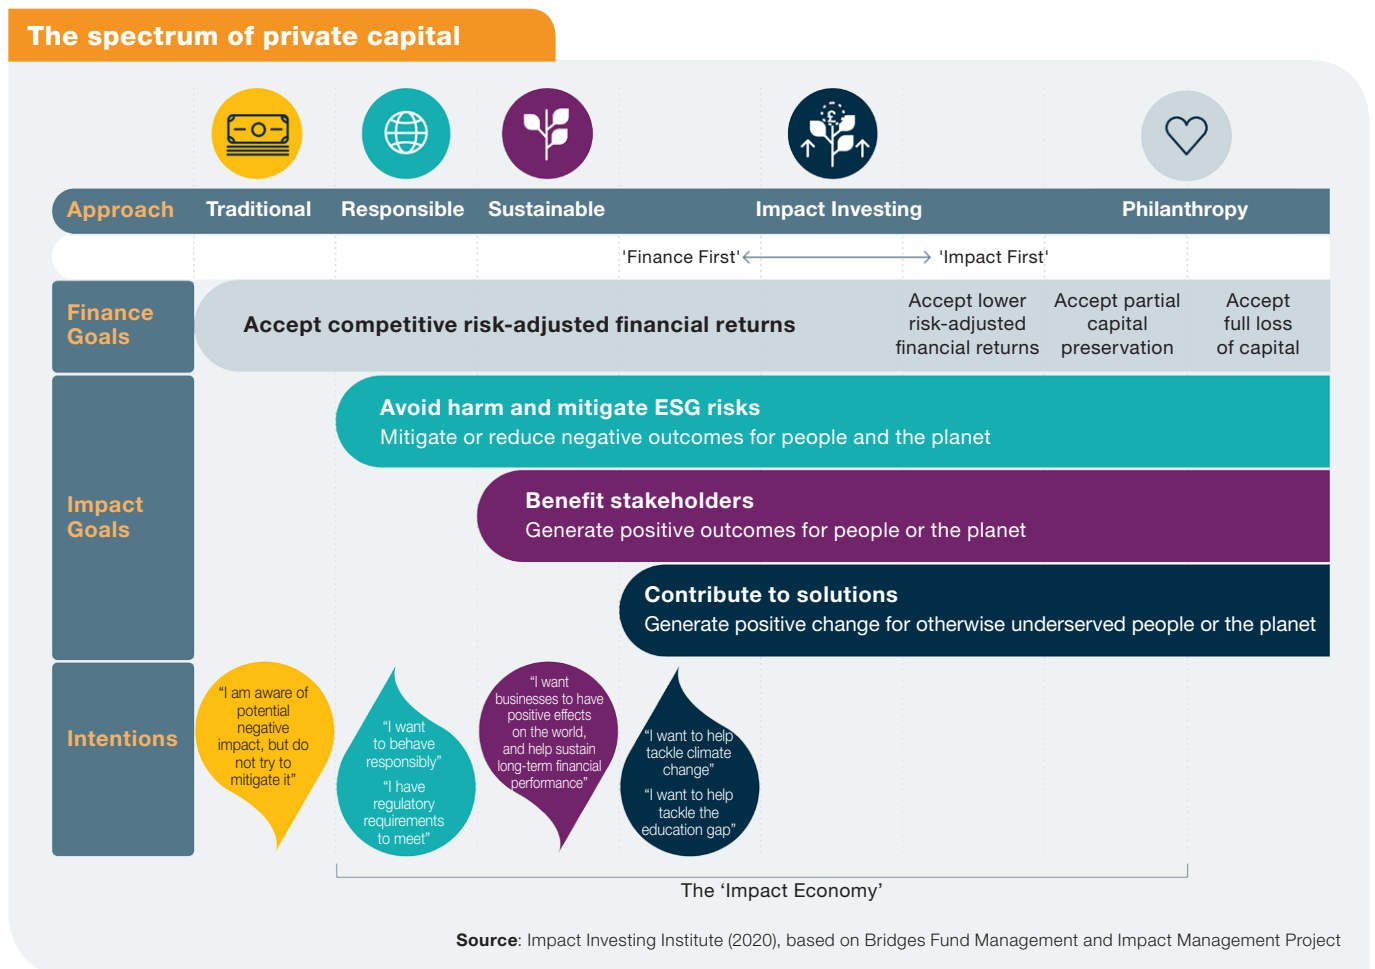 The spectrum of private capital
£
Approach Traditional Responsible Sustainable Impact Investing Philanthropy
'Finance First' 'Impact First'
Finance
Goals
Accept competitive risk-adjusted financial returns
Accept lower
risk-adjusted
financial returns
Accept partial
capital
preservation
Accept
full loss
of capital
Impact
Goals
Avoid harm and mitigate ESG risks
Mitigate or reduce negative outcomes for people and the planet
Benefit stakeholders
Generate positive outcomes for people or the planet
Contribute to solutions
Generate positive change for otherwise underserved people or the planet
Intentions
“I am aware of
potential
negative
impact, but do
not try to
mitigate it”
“I want
to behave
responsibly”
“I have
regulatory
requirements
to meet”
“I want
businesses to have
positive effects
on the world,
and help sustain
long-term financial
performance”
“I want to help
tackle climate
change”
“I want to help
tackle the
education gap”
The ‘Impact Economy’
Source: Impact Investing Institute (2020), based on Bridges Fund Management and Impact Management Project